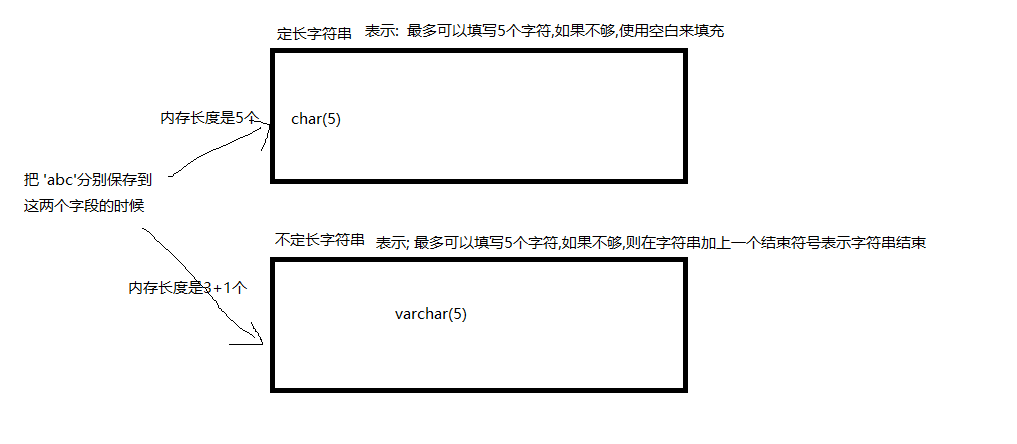 定长字符串 表示: 最多可以填写5个字符,如果不够,使用空白来填充
内存长度是5个
char(5)
把 'abc'分别保存到
这两个字段的时候
不定长字符串 表示; 最多可以填写5个字符,如果不够,则在字符串加上一个结束符号表示字符串结束
内存长度是3+1个
varchar(5)